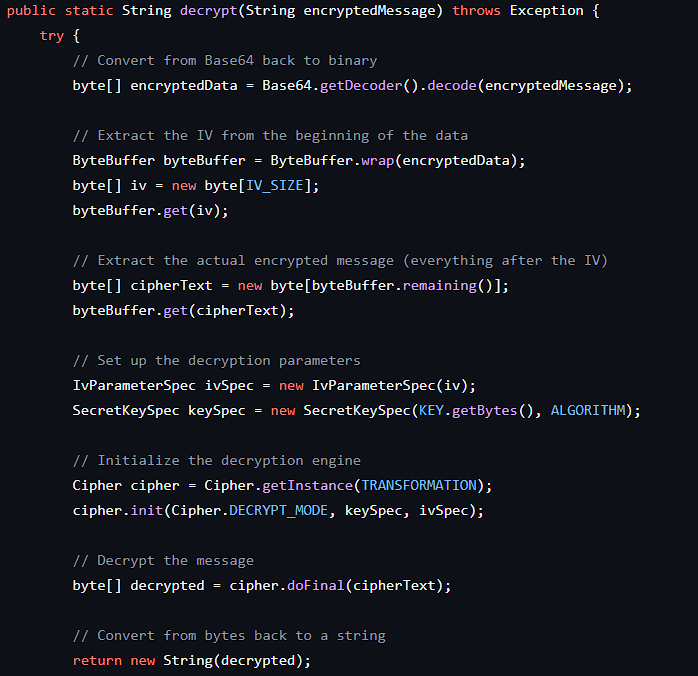 public static String decrypt(String encryptedMessage) throws Exception {
    try {
        // Convert from Base64 back to binary
        byte[] encryptedData = Base64.getDecoder().decode(encryptedMessage);

        // Extract the IV from the beginning of the data
        ByteBuffer byteBuffer = ByteBuffer.wrap(encryptedData);
        byte[] iv = new byte[IV_SIZE];
        byteBuffer.get(iv);

        // Extract the actual encrypted message (everything after the IV)
        byte[] cipherText = new byte[byteBuffer.remaining()];
        byteBuffer.get(cipherText);

        // Set up the decryption parameters
        IvParameterSpec ivSpec = new IvParameterSpec(iv);
        SecretKeySpec keySpec = new SecretKeySpec(KEY.getBytes(), ALGORITHM);

        // Initialize the decryption engine
        Cipher cipher = Cipher.getInstance(TRANSFORMATION);
        cipher.init(Cipher.DECRYPT_MODE, keySpec, ivSpec);

        // Decrypt the message
        byte[] decrypted = cipher.doFinal(cipherText);

        // Convert from bytes back to a string
        return new String(decrypted);